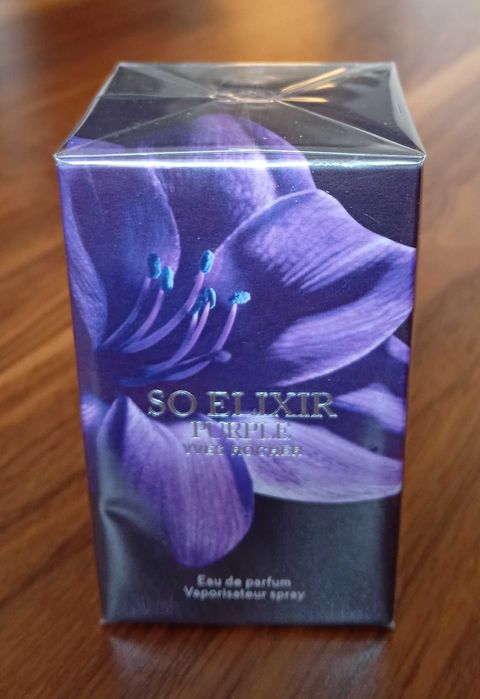 SO ELIXIR
PURPLE
YVES ROCHER
Eau de parfum
Vaporisateur spray